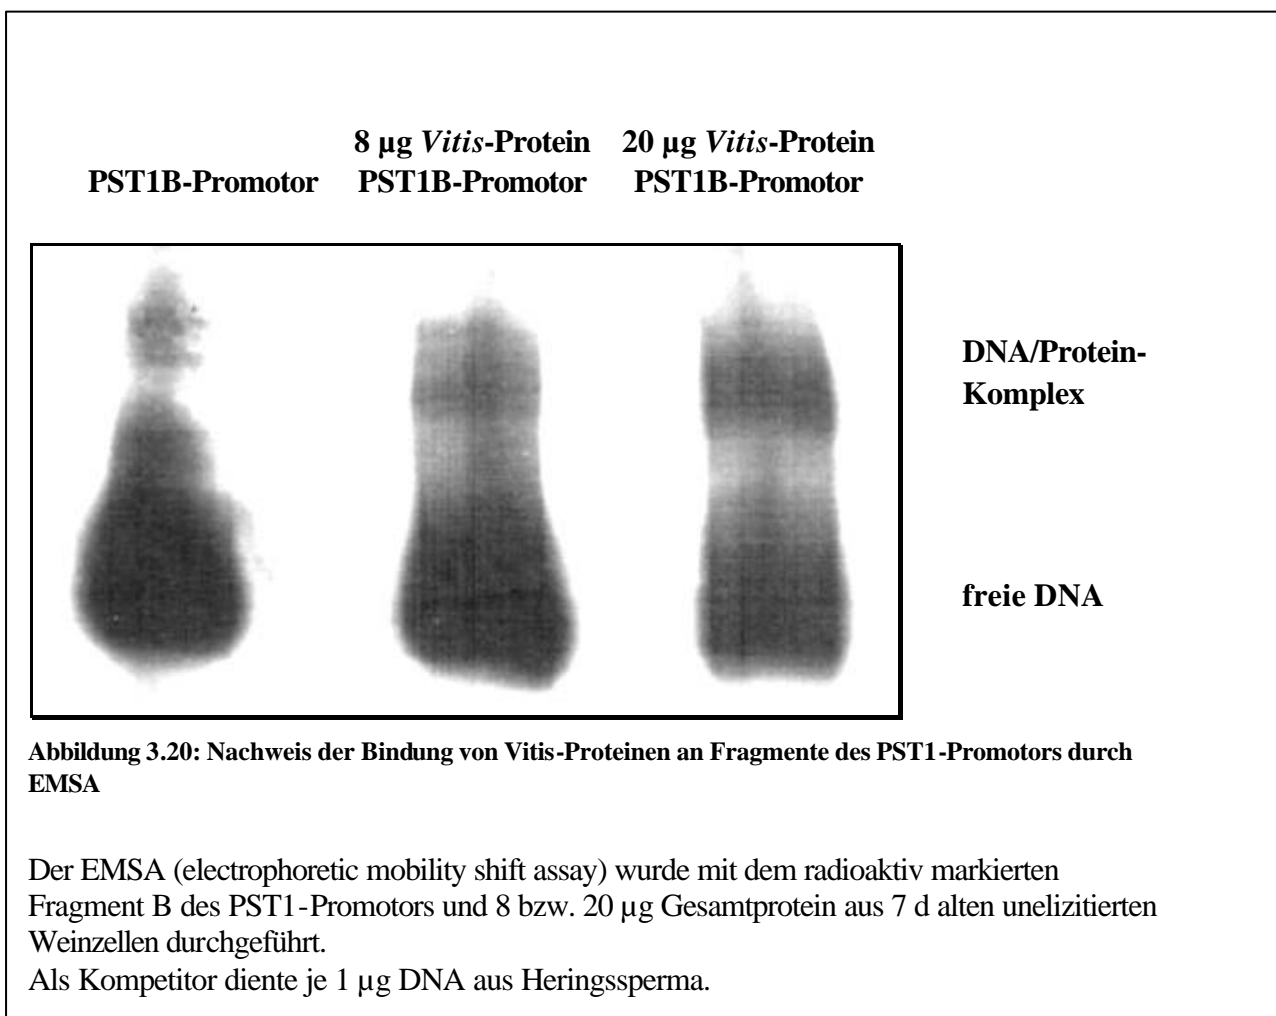 8 µg Vitis-Protein 20 µg Vitis-Protein
PST1B-Promotor PST1B-Promotor PST1B-Promotor
DNA/Protein-
Komplex
freie DNA
Abbildung 3.20: Nachweis der Bindung von Vitis-Proteinen an Fragmente des PST1-Promotors durch
EMSA
Der EMSA (electrophoretic mobility shift assay) wurde mit dem radioaktiv markierten
Fragment B des PST1-Promotors und 8 bzw. 20 µg Gesamtprotein aus 7 d alten unelizitierten
Weinzellen durchgeführt.
Als Kompetitor diente je 1 µg DNA aus Heringssperma.